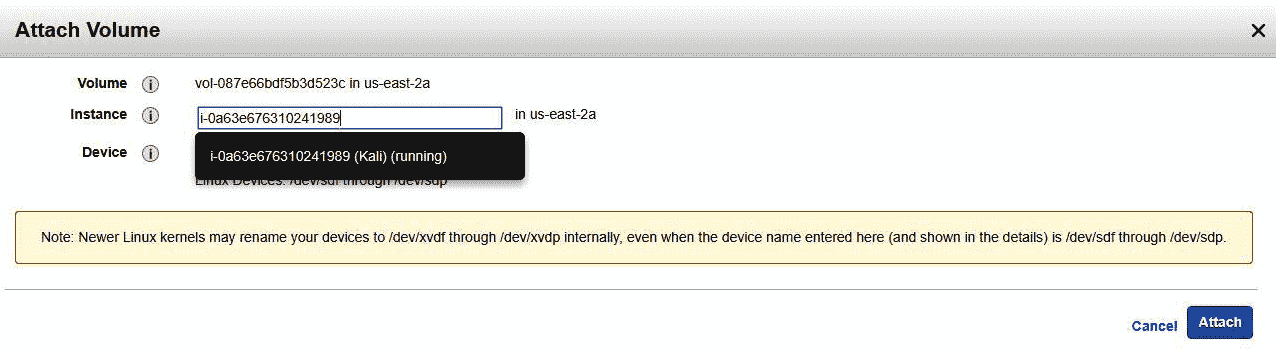 Attach Volume
Volume i vol-087e66bdf5b3d523c in us-east-2a
Instance i i-0a63e676310241989 in us-east-2a
Device i i-0a63e676310241989 (Kali) (running)
Linux Devices: /dev/sdf through /dev/sdp
Note: Newer Linux kernels may rename your devices to /dev/xvdf through /dev/xvdp internally, even when the device name entered here (and shown in the details) is /dev/sdf through /dev/sdp.
Cancel Attach